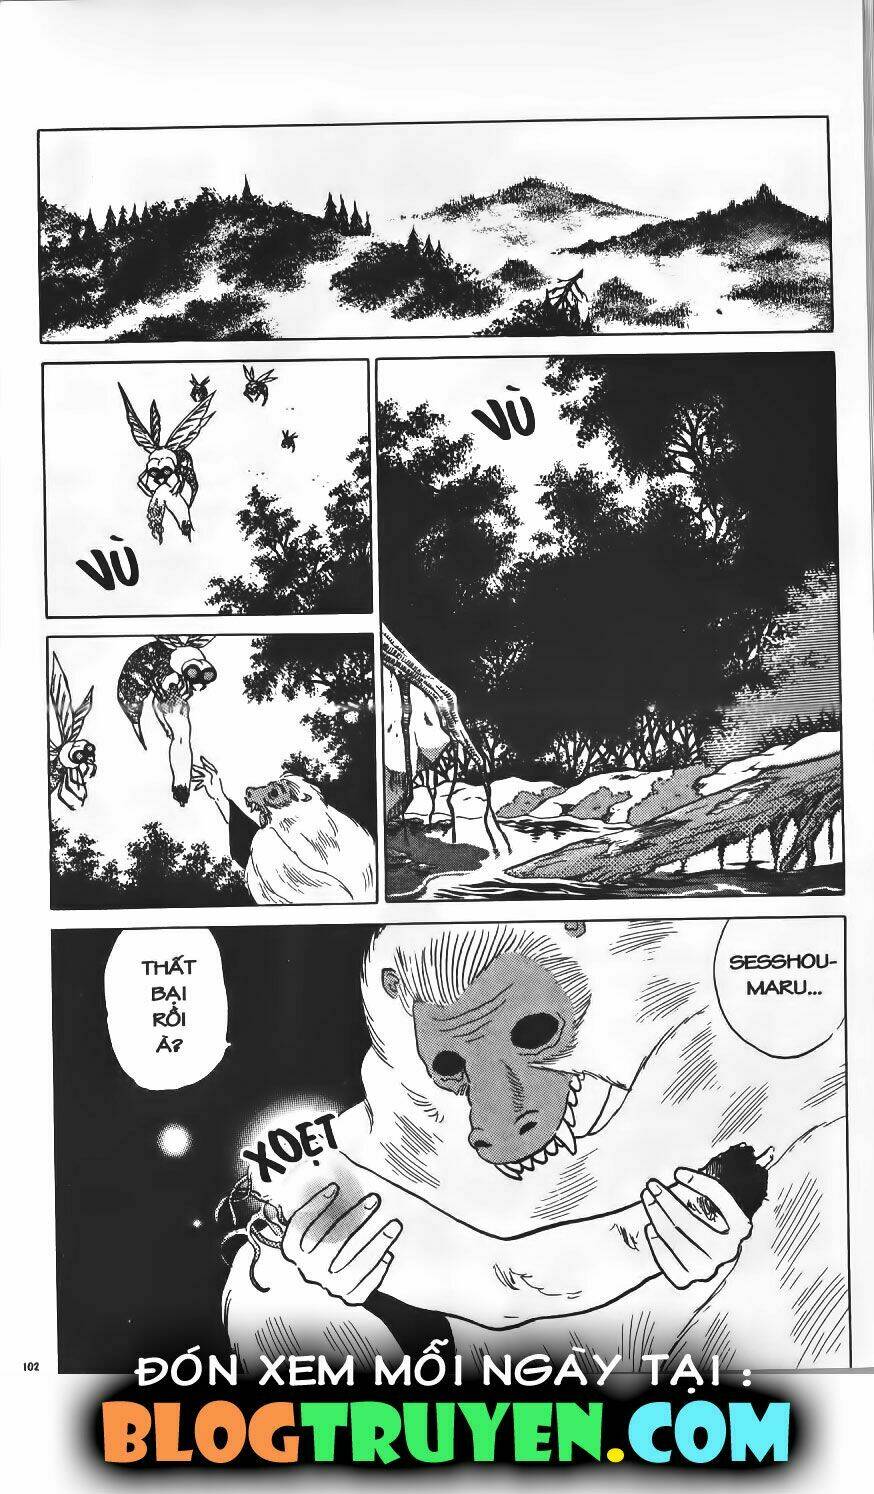 VÙ
VÙ
SESSHOU-
MARU...
THẤT
BẠI
RỒI
À?
XOẸT
102
ĐÓN XEM MỖI NGÀY TẠI :
BLOGTRUYEN.COM